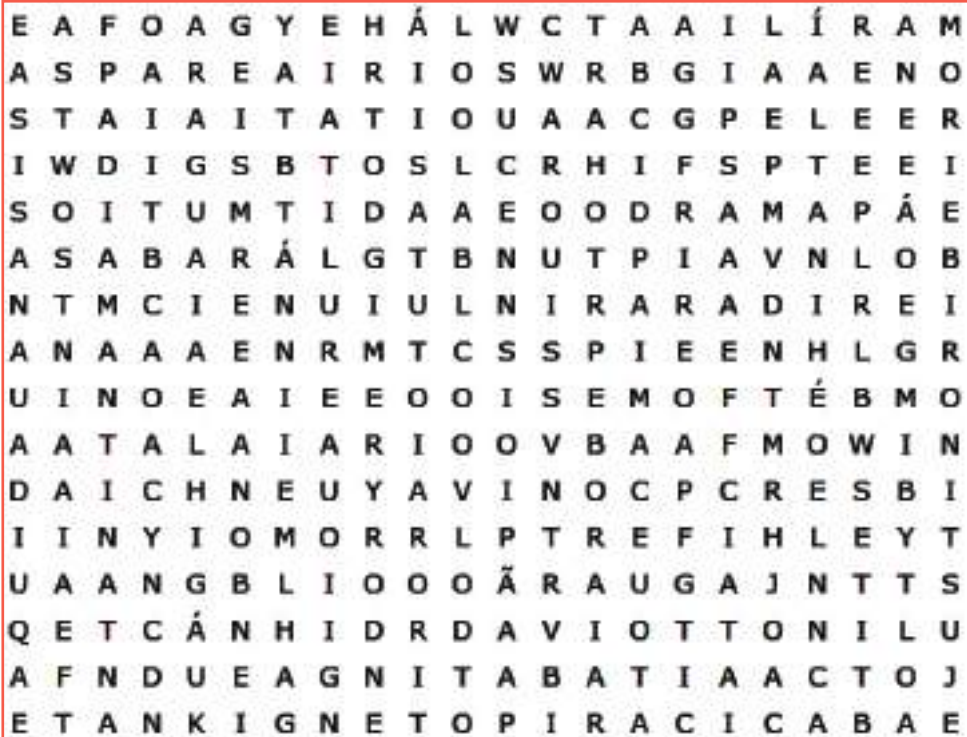 E A F O A G Y E H Á L W C T A A I L Í R A M
A S P A R E A I R I O S W R B G I A A E N O
S T A I A I T A T I O U A A C G P E L E E R
I W D I G S B T O S L C R H I F S P T E E I
S O I T U M T I D A A E O O D R A M A P Á E
A S A B A R Á L G T B N U T P I A V N L O B
N T M C I E N U I U L N I R A R A D I R E I
A N A A A E N R M T C S S P I E E N H L G R
U I N O E A I E E O O I S E M O F T É B M O
A A T A L A I A R I O O V B A A F M O W I N
D A I C H N E U Y A V I N O C P C R E S B I
I I N Y I O M O R R L P T R E F I H L E Y T
U A A N G B L I O O O Ã R A U G A J N T T S
Q E T C Á N H I D R D A V I O T T O N I L U
A F N D U E A G N I T A B A T I A A C T O J
E T A N K I G N E T O P I R A C I C A B A E